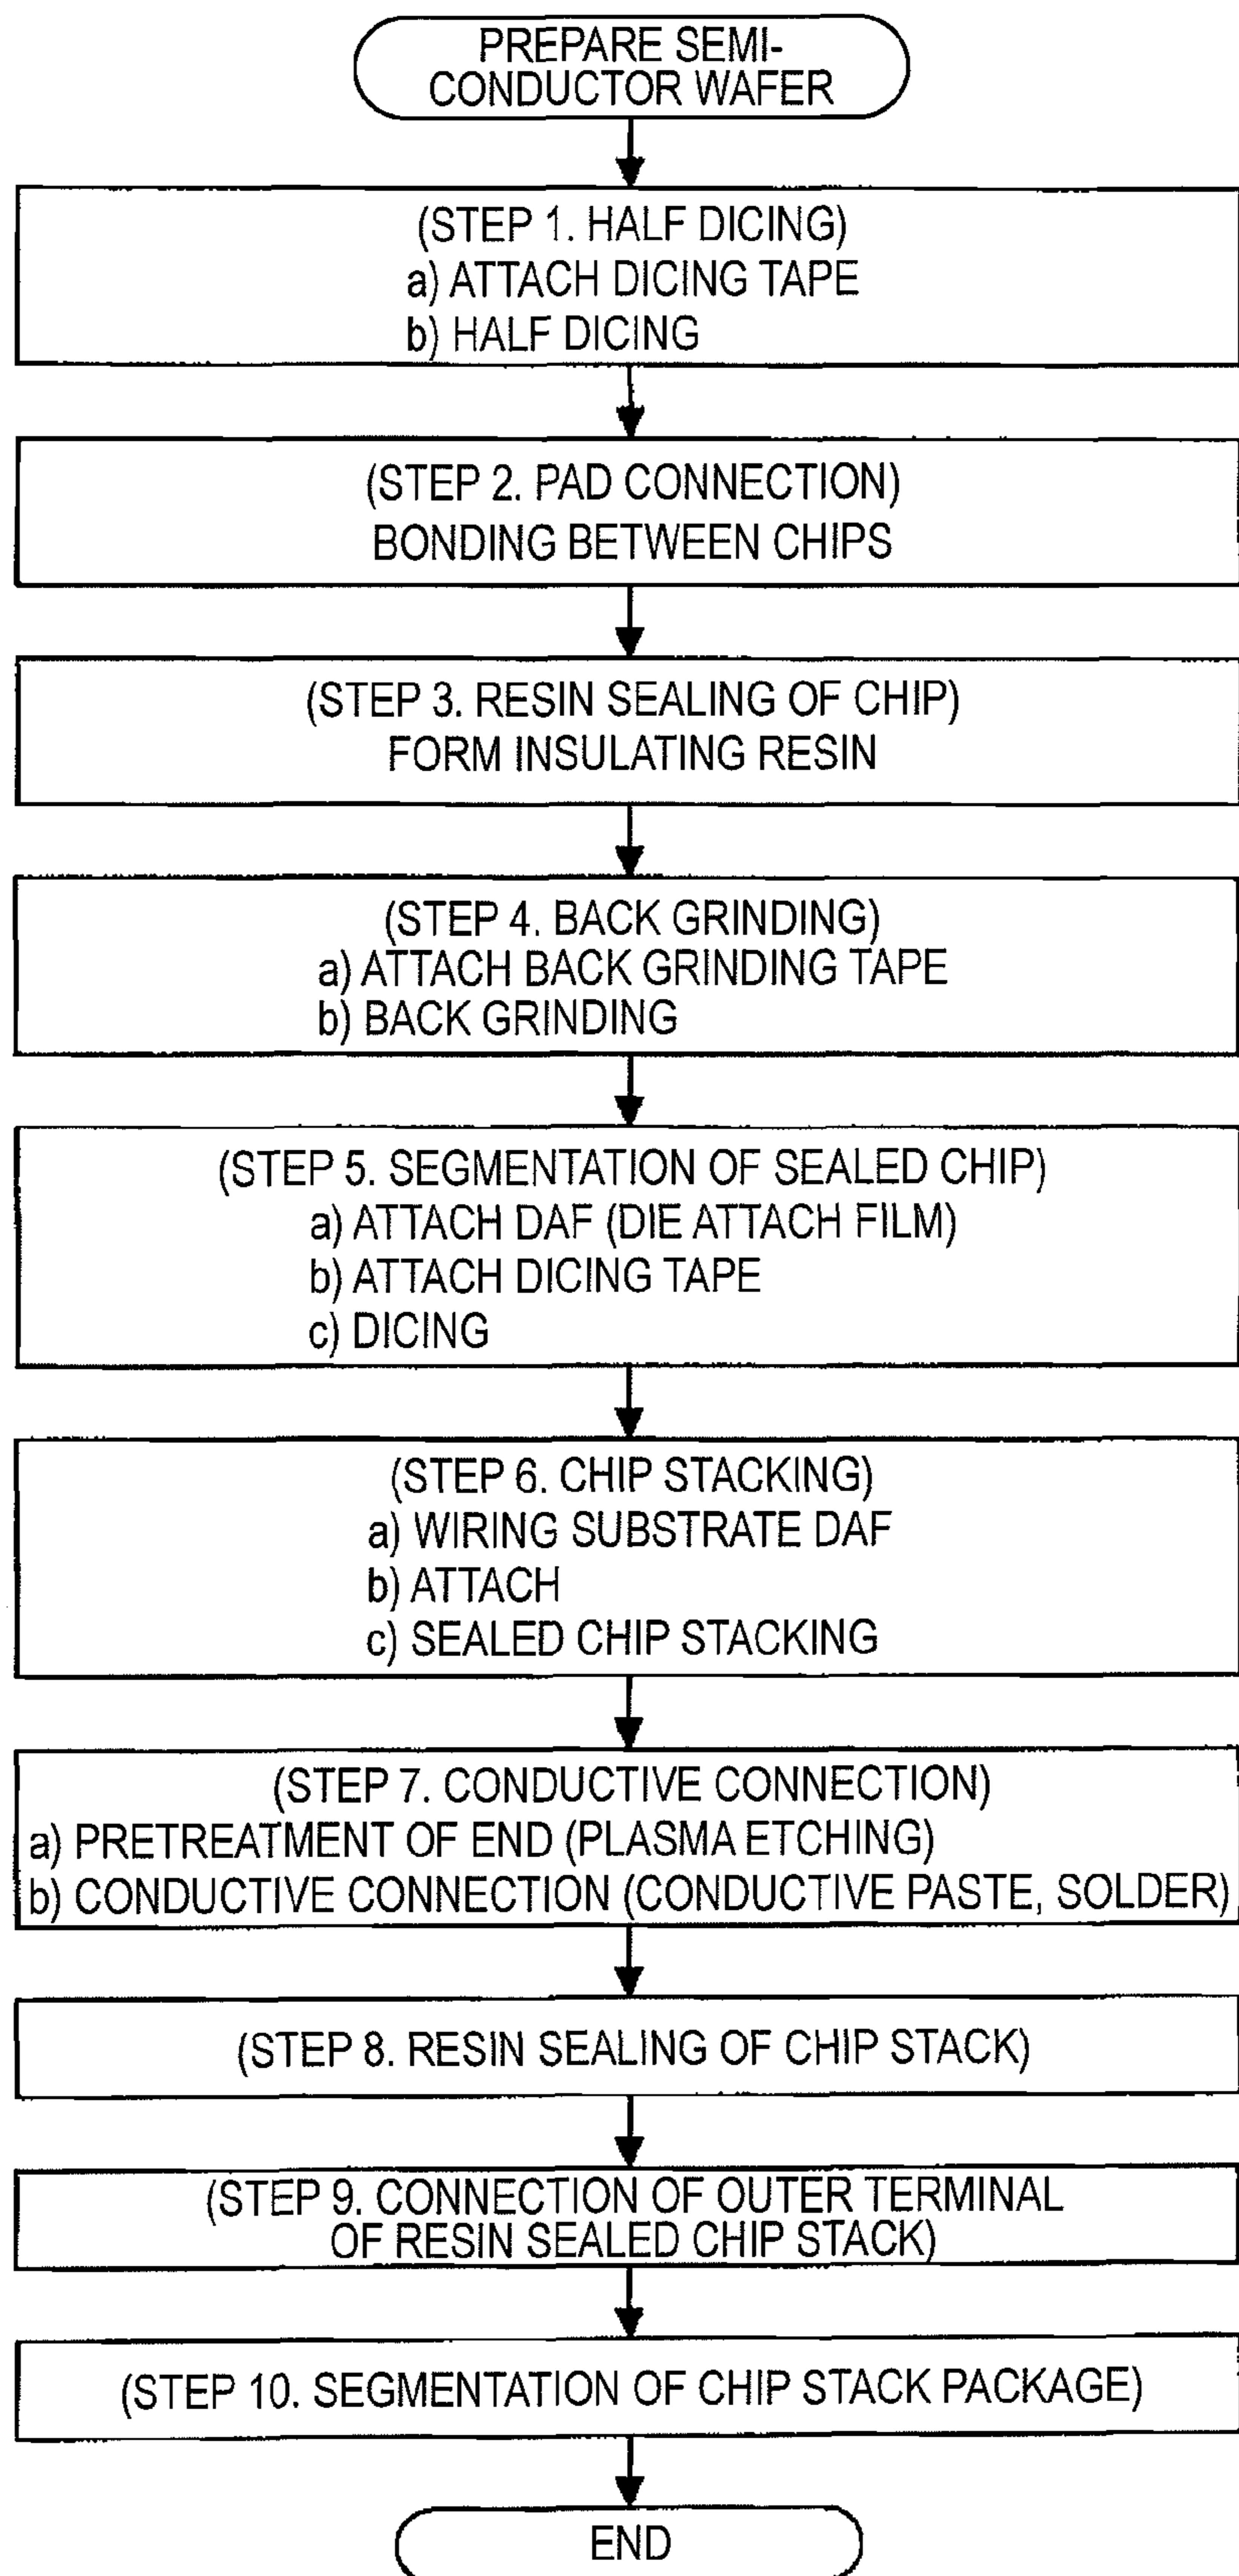 PREPARE SEMI-
CONDUCTOR WAFER
(STEP 1. HALF DICING)
a) ATTACH DICING TAPE
b) HALF DICING
(STEP 2. PAD CONNECTION)
BONDING BETWEEN CHIPS
(STEP 3. RESIN SEALING OF CHIP)
FORM INSULATING RESIN
(STEP 4. BACK GRINDING)
a) ATTACH BACK GRINDING TAPE
b) BACK GRINDING
(STEP 5. SEGMENTATION OF SEALED CHIP)
a) ATTACH DAF (DIE ATTACH FILM)
b) ATTACH DICING TAPE
c) DICING
(STEP 6. CHIP STACKING)
a) WIRING SUBSTRATE DAF
b) ATTACH
c) SEALED CHIP STACKING
(STEP 7. CONDUCTIVE CONNECTION)
a) PRETREATMENT OF END (PLASMA ETCHING)
b) CONDUCTIVE CONNECTION (CONDUCTIVE PASTE, SOLDER)
(STEP 8. RESIN SEALING OF CHIP STACK)
(STEP 9. CONNECTION OF OUTER TERMINAL
OF RESIN SEALED CHIP STACK)
(STEP 10. SEGMENTATION OF CHIP STACK PACKAGE)
END